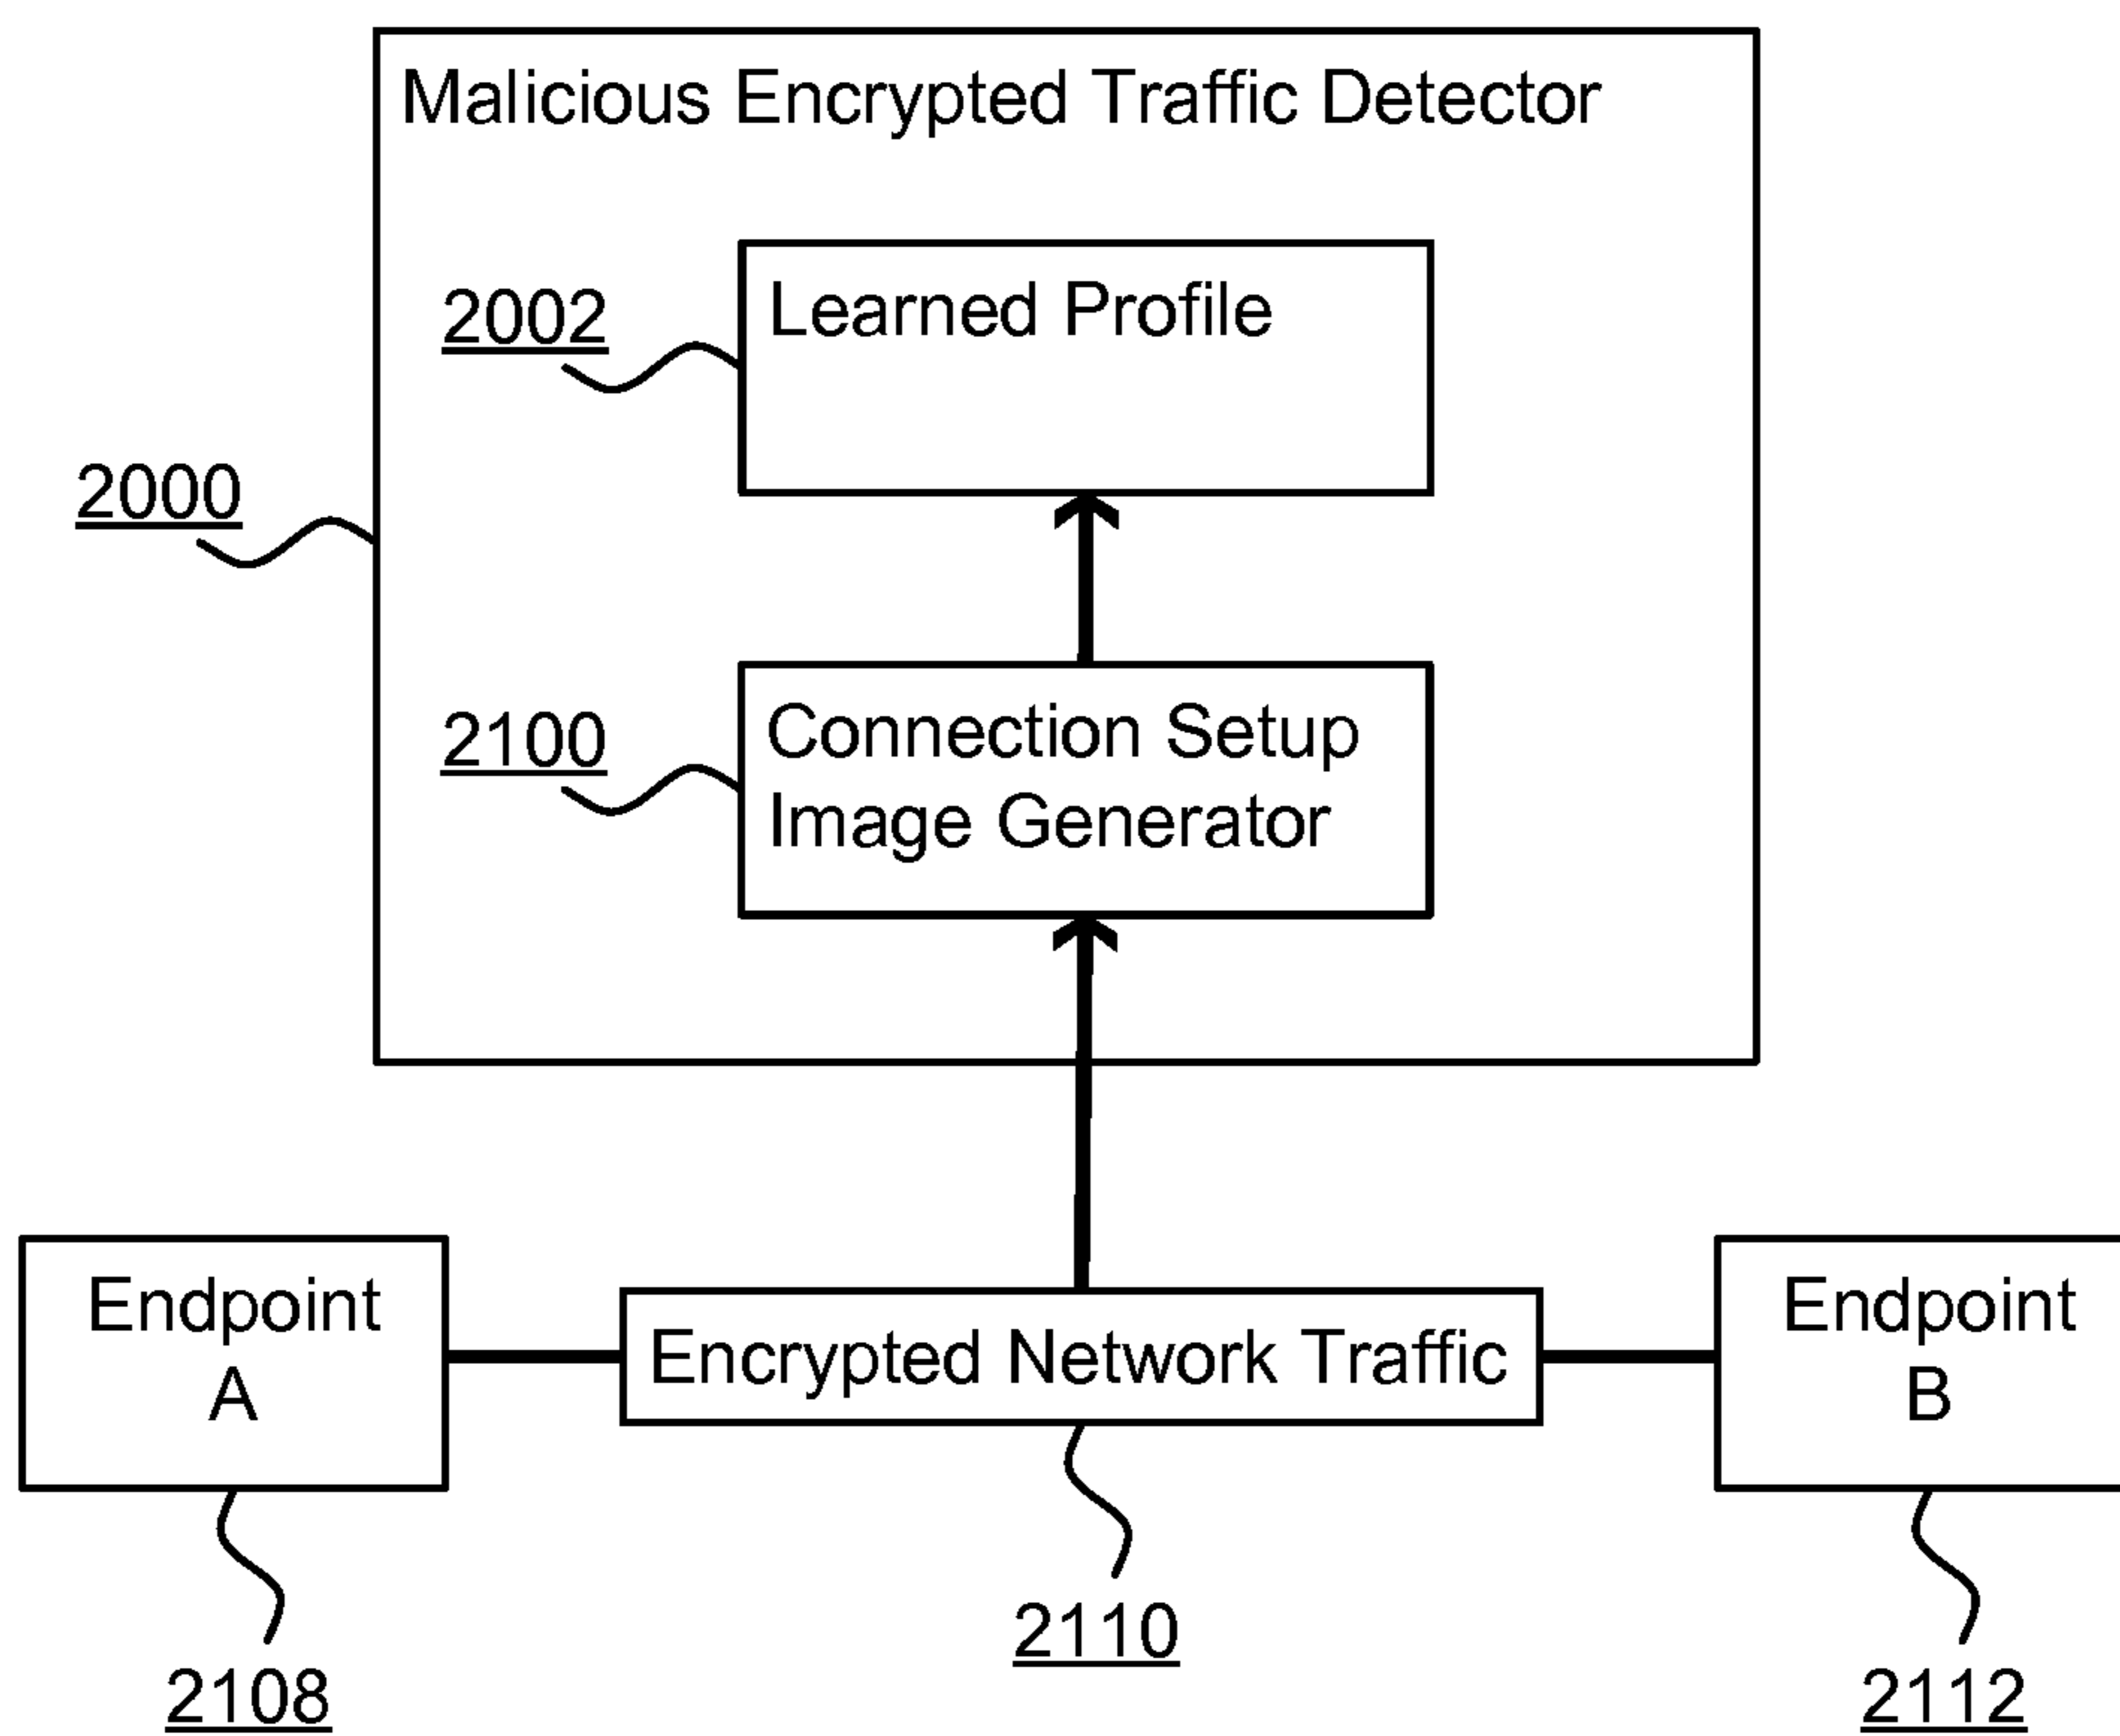 Malicious Encrypted Traffic Detector
2002
Learned Profile
2000
2100
Connection Setup
Image Generator
Endpoint
A
Encrypted Network Traffic
Endpoint
B
2108
2110
2112